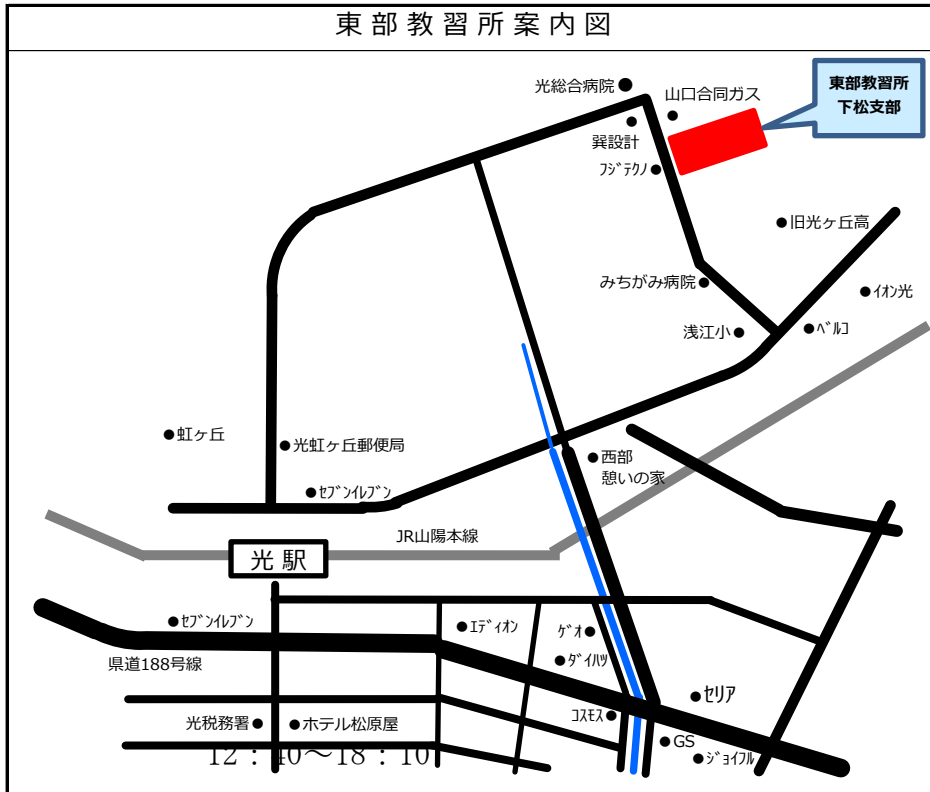 東部教習所案内図
東部教習所
下松支部
光総合病院
山口合同ガス
巽設計
ﾌｼﾞﾃｸﾉ
旧光ヶ丘高
みちがみ病院
ｲｵﾝ光
浅江小
ﾍﾞﾙｺ
虹ヶ丘
光虹ヶ丘郵便局
西部
憩いの家
ｾﾌﾞﾝｲﾚﾌﾞﾝ
JR山陽本線
光駅
ｾﾌﾞﾝｲﾚﾌﾞﾝ
ｴﾃﾞｨｵﾝ
ｹﾞｵ
県道188号線
ﾀﾞｲﾊﾂ
ｾﾘｱ
光税務署
ホテル松原屋
ｺｽﾓｽ
GS
ｼﾞｮｲﾌﾙ
12：40～18：10